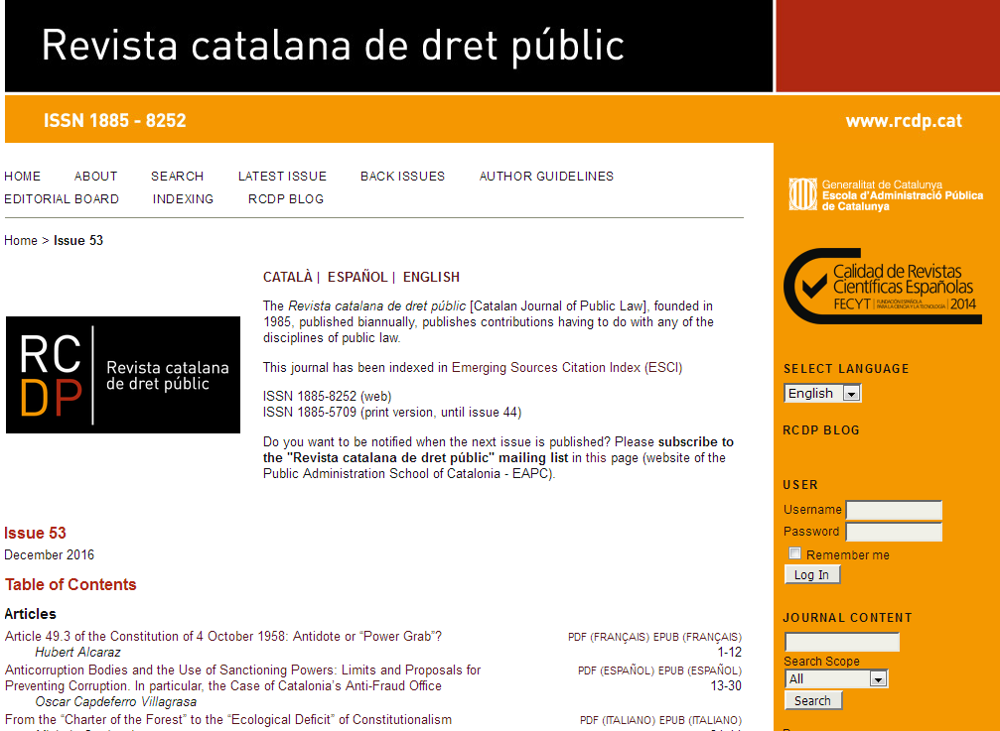 Revista catalana de dret públic
ISSN 1885 - 8252
www.rcdp.cat
HOME ABOUT SEARCH LATEST ISSUE BACK ISSUES AUTHOR GUIDELINES
EDITORIAL BOARD INDEXING RCDP BLOG
Home > Issue 53
RC
DP
Revista catalana
de dret públic
CATALÀ | ESPAÑOL | ENGLISH
The Revista catalana de dret públic [Catalan Journal of Public Law], founded in
1985, published biannually, publishes contributions having to do with any of the
disciplines of public law.
This journal has been indexed in Emerging Sources Citation Index (ESCI)
ISSN 1885-8252 (web)
ISSN 1885-5709 (print version, until issue 44)
Do you want to be notified when the next issue is published? Please subscribe to
the "Revista catalana de dret públic" mailing list in this page (website of the
Public Administration School of Catalonia - EAPC).
Issue 53
December 2016
Table of Contents
Articles
Article 49.3 of the Constitution of 4 October 1958: Antidote or “Power Grab”? PDF (FRANÇAIS) EPUB (FRANÇAIS)
Hubert Alcaraz 1-12
Anticorruption Bodies and the Use of Sanctioning Powers: Limits and Proposals for PDF (ESPAÑOL) EPUB (ESPAÑOL)
Preventing Corruption. In particular, the Case of Catalonia’s Anti-Fraud Office 13-30
Oscar Capdeferro Villagrasa
From the “Charter of the Forest” to the “Ecological Deficit” of Constitutionalism PDF (ITALIANO) EPUB (ITALIANO)
Generalitat de Catalunya
Escola d'Administració Pública
de Catalunya
Calidad de Revistas
Científicas Españolas
FECYT FUNDACIÓN ESPAÑOLA PARA LA CIENCIA Y LA TECNOLOGÍA 2014
SELECT LANGUAGE
English
RCDP BLOG
USER
Username
Password
Remember me
Log In
JOURNAL CONTENT
Search Scope
All
Search